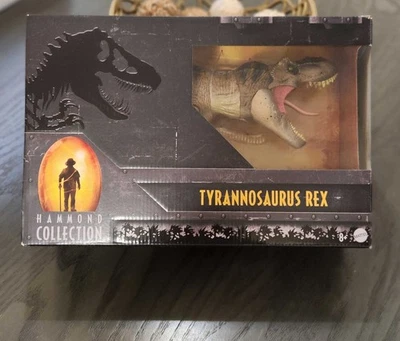 TYRANNOSAURUS REX
HAMMOND
COLLECTION
8+